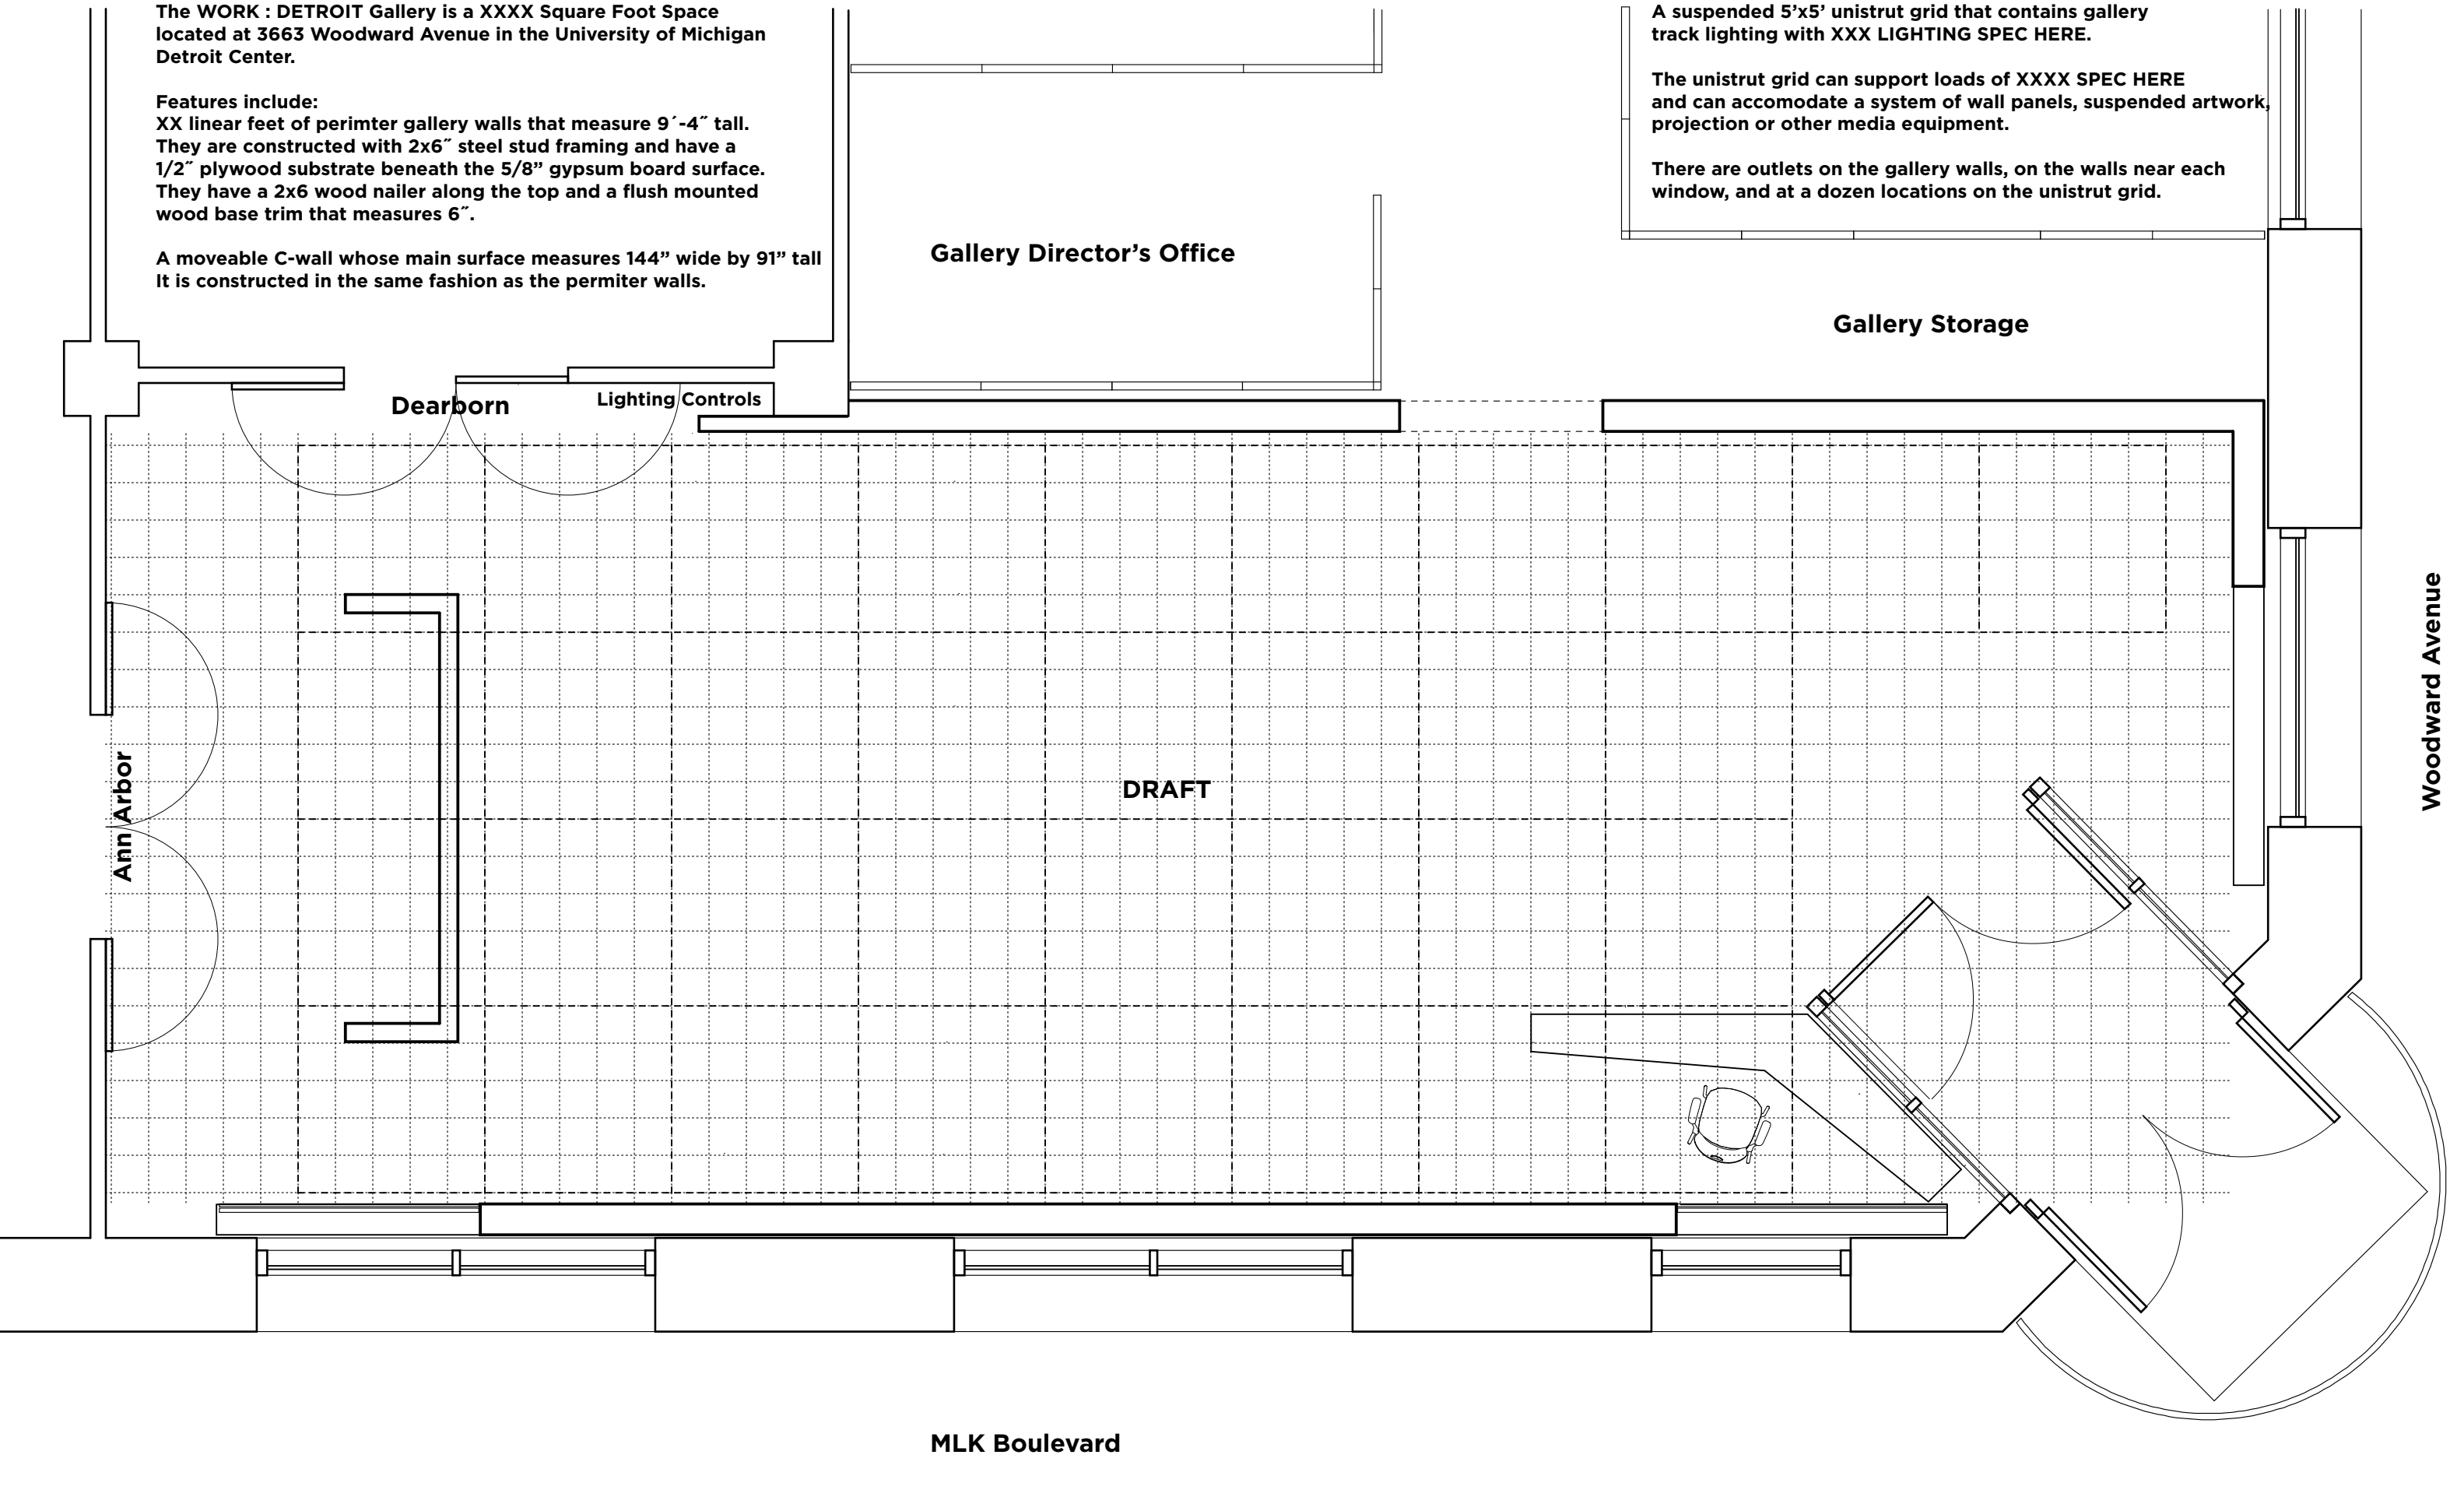 The WORK : DETROIT Gallery is a XXXX Square Foot Space
located at 3663 Woodward Avenue in the University of Michigan
Detroit Center.
Features include:
XX linear feet of perimter gallery walls that measure 9´-4˝ tall.
They are constructed with 2x6˝ steel stud framing and have a
1/2˝ plywood substrate beneath the 5/8” gypsum board surface.
They have a 2x6 wood nailer along the top and a flush mounted
wood base trim that measures 6˝.
A moveable C-wall whose main surface measures 144” wide by 91” tall
It is constructed in the same fashion as the permiter walls.
A suspended 5’x5’ unistrut grid that contains gallery
track lighting with XXX LIGHTING SPEC HERE.
The unistrut grid can support loads of XXXX SPEC HERE
and can accomodate a system of wall panels, suspended artwork,
projection or other media equipment.
There are outlets on the gallery walls, on the walls near each
window, and at a dozen locations on the unistrut grid.
Gallery Director’s Office
Gallery Storage
Dearborn
Lighting Controls
Ann Arbor
DRAFT
Woodward Avenue
MLK Boulevard